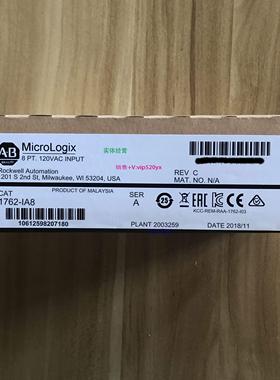 AB
MicroLogix
8 PT. 120VAC INPUT
实体经营
销售+V:vip520yx
Rockwell Automation
1201 S 2nd St, Milwaukee, WI 53204, USA
REV C
MAT. NO. N/A
CAT
1762-IA8
PRODUCT OF MALAYSIA
SER
A
25
KCC-REM-RAA-1762-I03
10612598207180
PLANT 2003259
DATE 2018/11